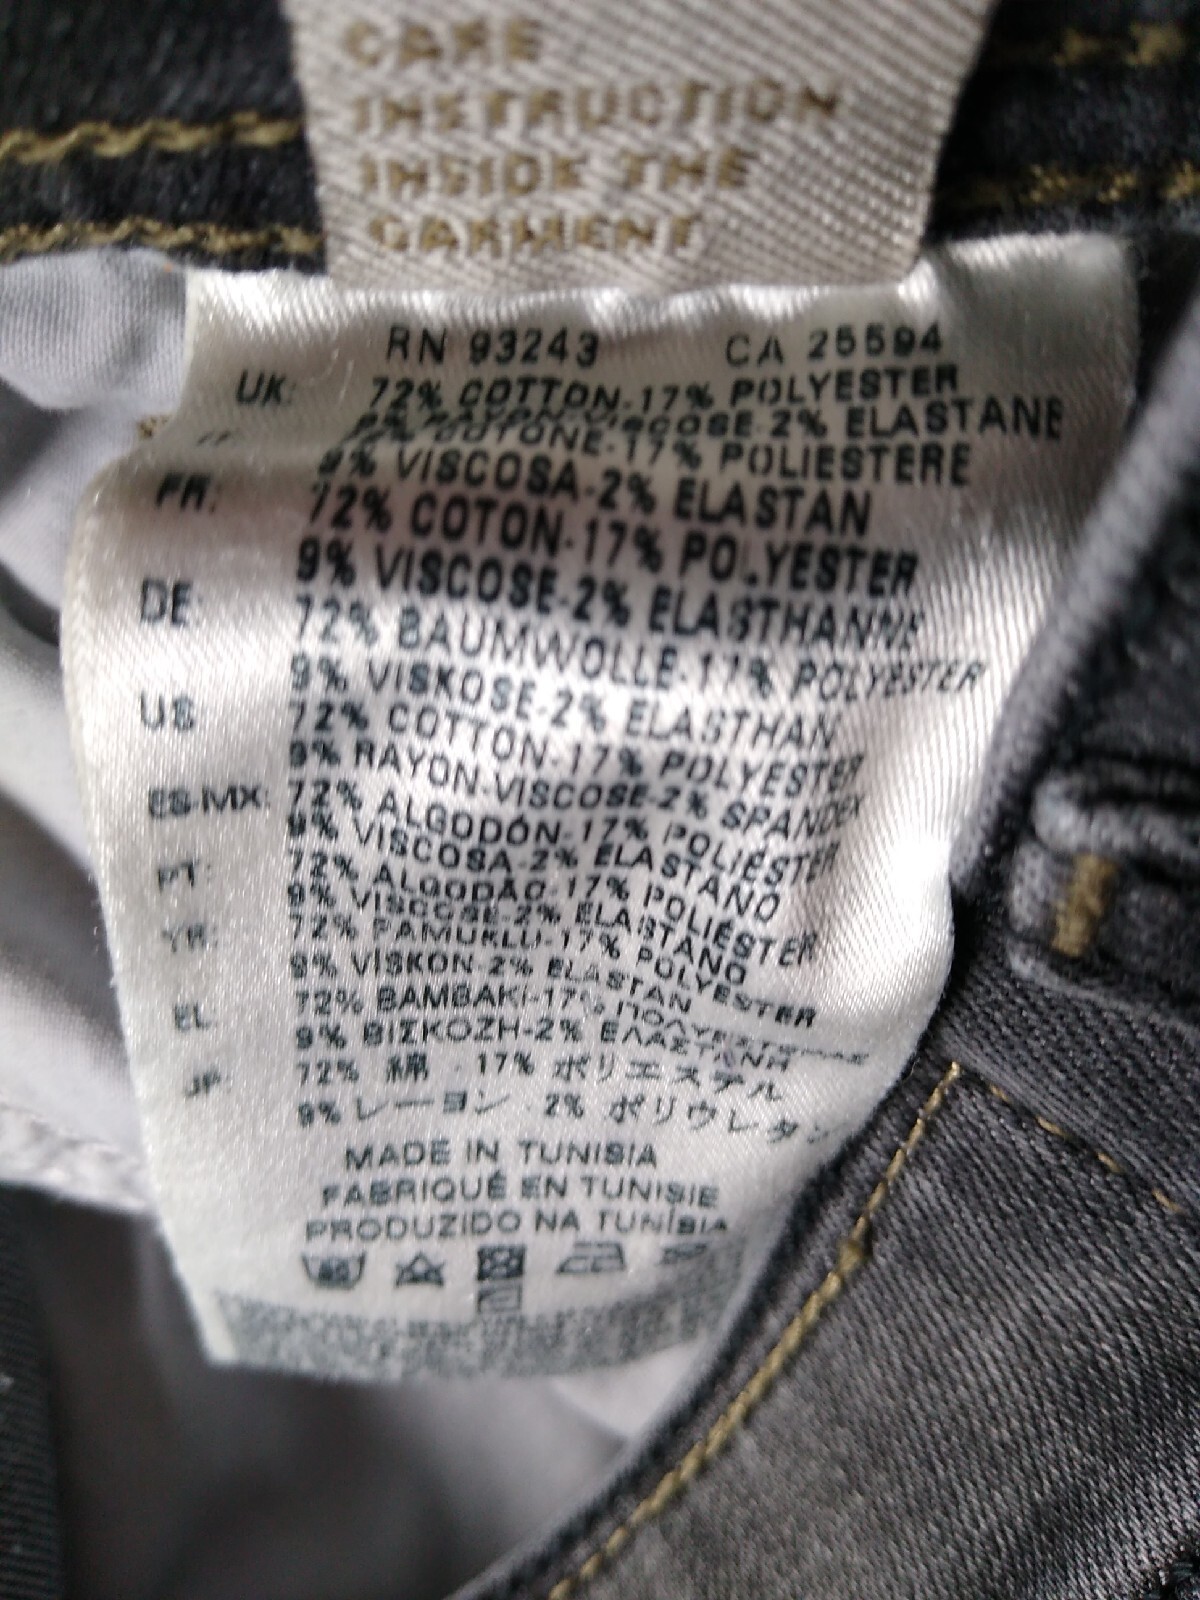 CARE
INSTRUCTION
INSIDE THE
GARMENT
RN 93243 CA 25594
UK: 72% COTTON-17% POLYESTER
9% RAYON-VISCOSE-2% ELASTANE
IT: 72% COTONE-17% POLIESTERE
9% VISCOSA-2% ELASTAN
FR: 72% COTON-17% POLYESTER
9% VISCOSE-2% ELASTHANNE
DE: 72% BAUMWOLLE-17% POLYESTER
9% VISKOSE-2% ELASTHAN
US 72% COTTON-17% POLYESTER
9% RAYON-VISCOSE-2% SPANDEX
ES-MX: 72% ALGODÓN-17% POLIÉSTER
9% VISCOSA-2% ELASTANO
PT: 72% ALGODÃO-17% POLIÉSTER
9% VISCOSE-2% ELASTANO
TR: 72% PAMUKLU-17% POLYESTER
9% VİSKON-2% ELASTAN
EL: 72% ΒΑΜΒΑΚΙ-17% ΠΟΛΥΕΣΤΕΡΑΣ
9% ΒΙΣΚΟΖΗ-2% ΕΛΑΣΤΑΝΗ
JP: 72% 綿 - 17% ポリエステル
9% レーヨン - 2% ポリウレタン
MADE IN TUNISIA
FABRIQUÉ EN TUNISIE
PRODUZIDO NA TUNÍSIA